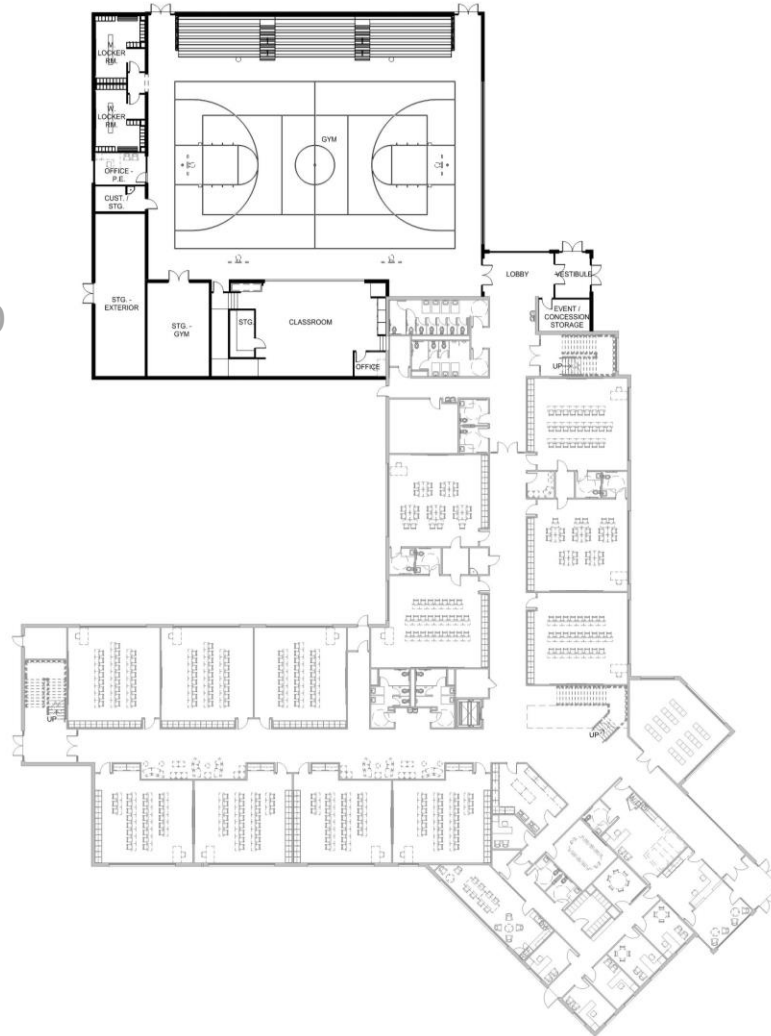 M.
LOCKER
RM.
W.
LOCKER
RM.
OFFICE -
P.E.
CUST. /
STG.
STG. -
EXTERIOR
STG. -
GYM
STG.
CLASSROOM
OFFICE
GYM
LOBBY
VESTIBULE
EVENT /
CONCESSION
STORAGE
UP
UP
UP